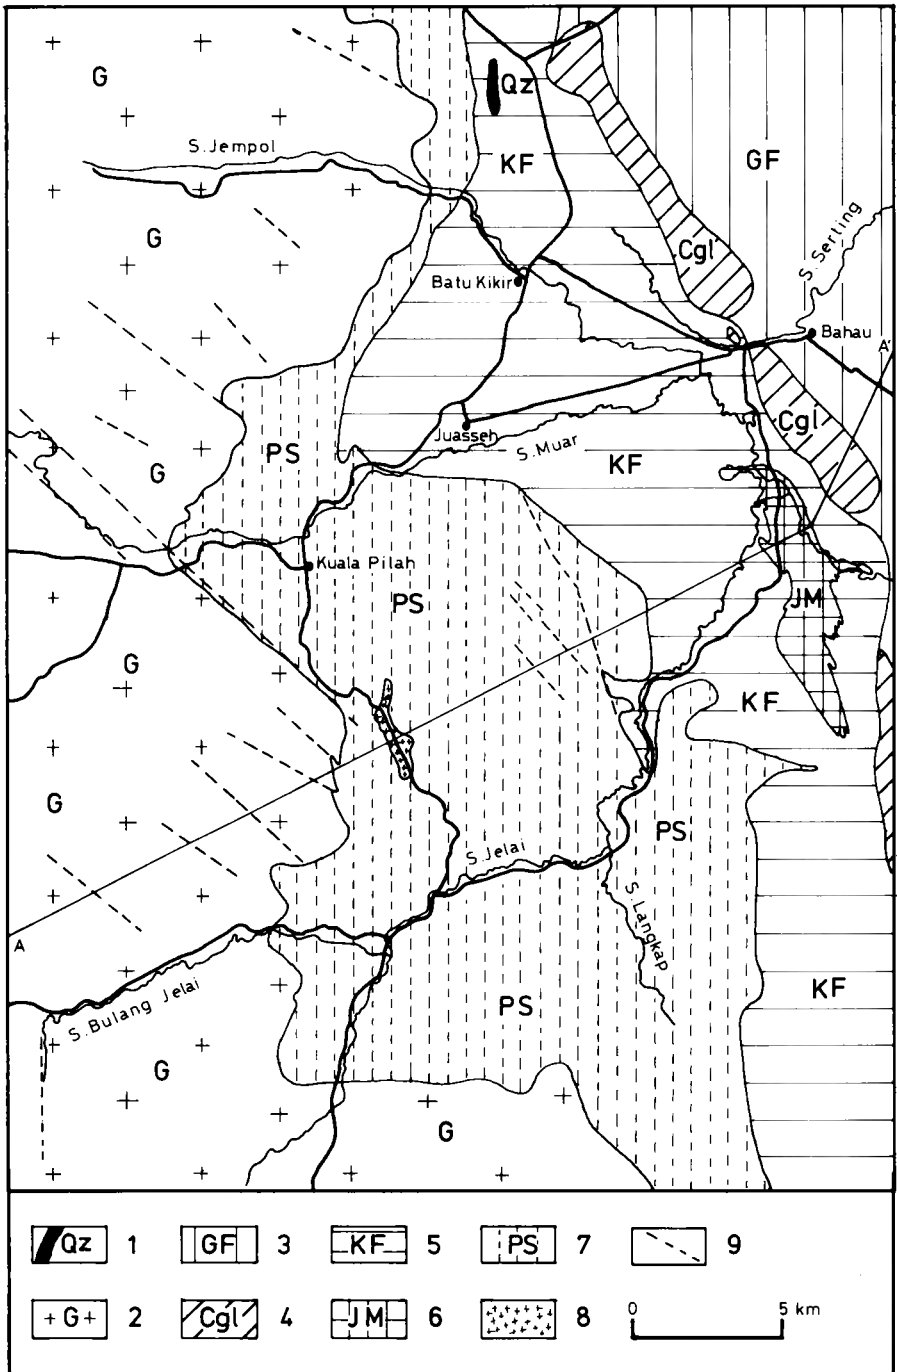 G
Qz
S.Jempol
KF
GF
G
Cgl
S.Serting
Batu Kikir
Bahau
A'
Juasseh
Cgl
PS
S.Muar
KF
G
Kuala Pilah
PS
JM
G
KF
G
PS
S.Jelai
S.Langkap
A
KF
S.Bulang Jelai
PS
G
G
Qz 1 GF 3 KF 5 PS 7 9
+G+ 2 Cgl 4 JM 6 8 0 5 km